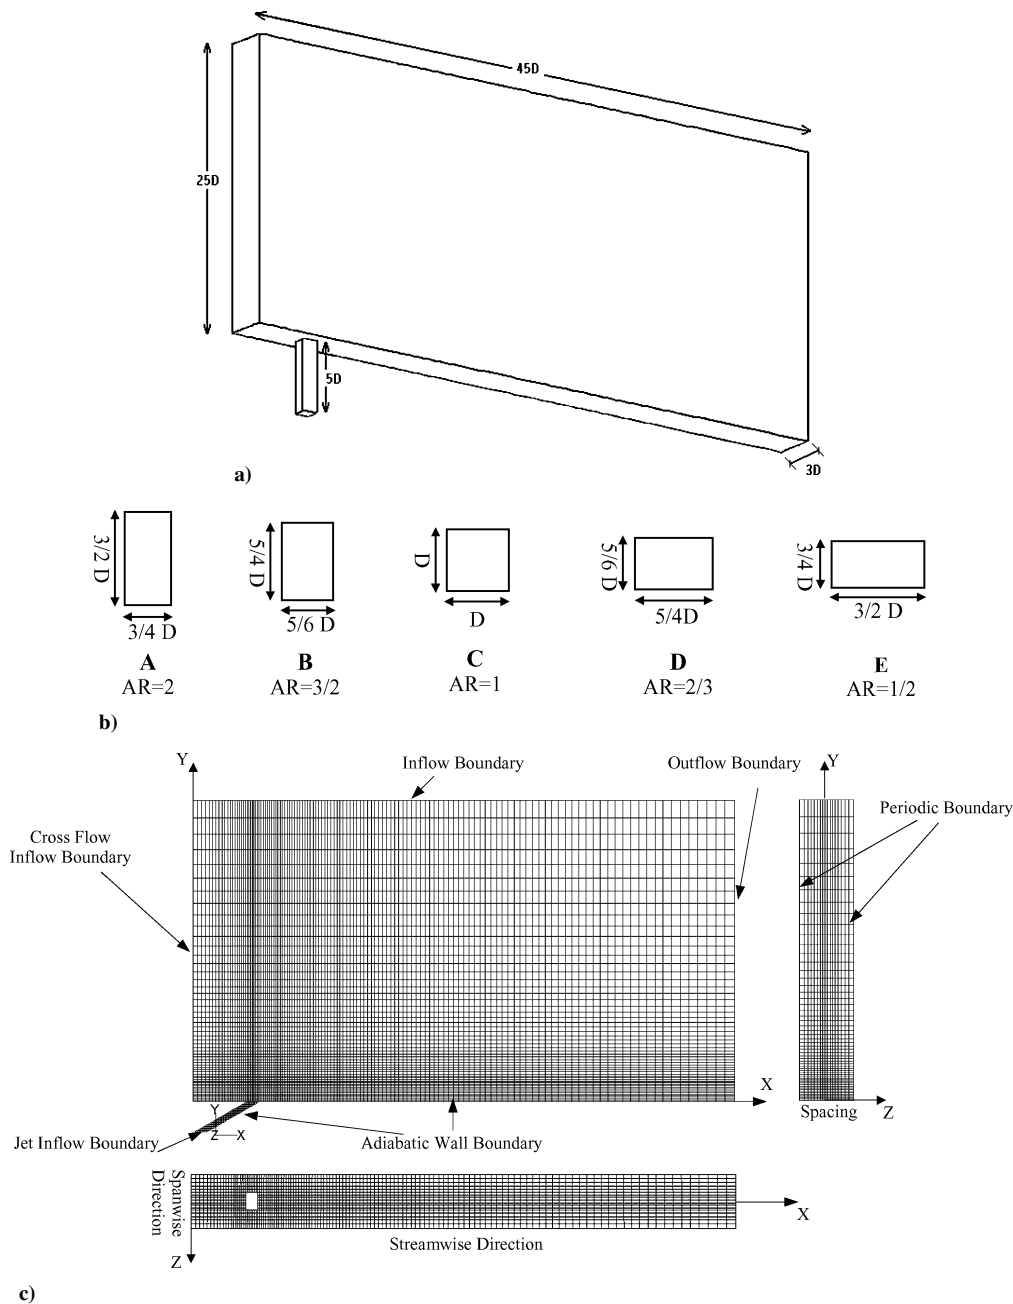 45D
25D
5D
3D
a)
3/2 D
3/4 D
A
AR=2
5/4 D
5/6 D
B
AR=3/2
D
D
C
AR=1
5/6 D
5/4D
D
AR=2/3
3/4 D
3/2 D
E
AR=1/2
b)
Y
Inflow Boundary
Outflow Boundary
Y
Periodic Boundary
Cross Flow
Inflow Boundary
X
Spacing
Z
Y
Z
X
Jet Inflow Boundary
Adiabatic Wall Boundary
Spanwise
Direction
X
Streamwise Direction
Z
c)